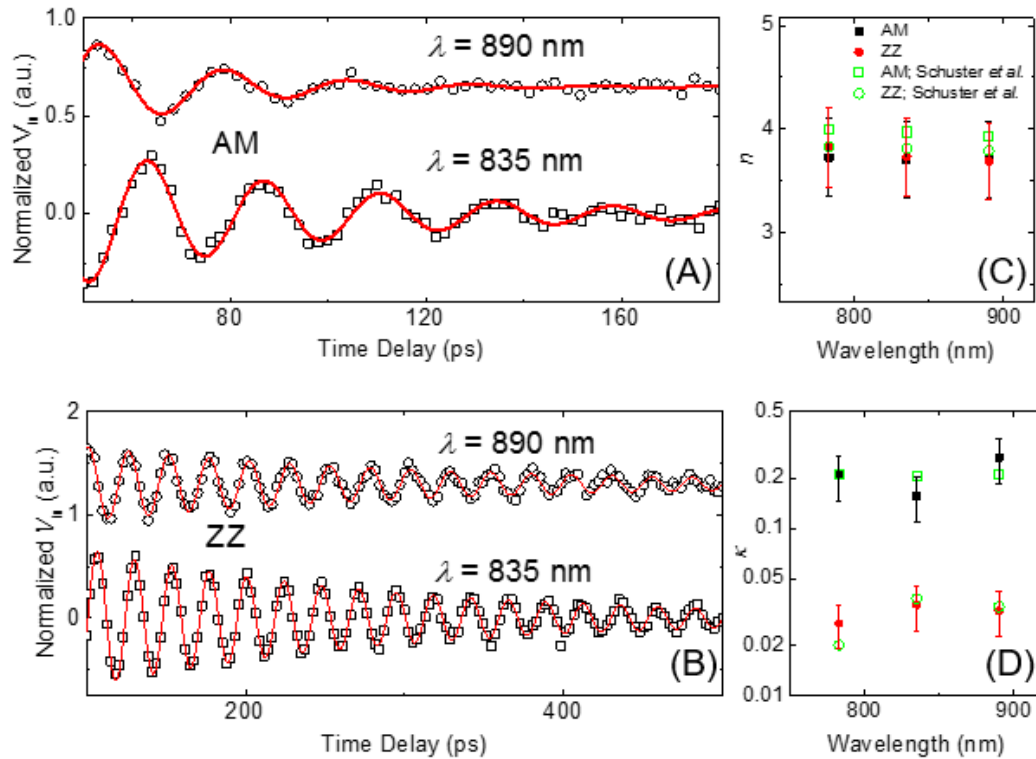 1.0
0.5
0.0
Normalized V_II (a.u.)
λ = 890 nm
AM
λ = 835 nm
(A)
80
120
160
Time Delay (ps)
5
4
3
n
AM
ZZ
AM; Schuster et al.
ZZ; Schuster et al.
(C)
800
900
Wavelength (nm)
2
1
0
Normalized V_II (a.u.)
λ = 890 nm
ZZ
λ = 835 nm
(B)
200
400
Time Delay (ps)
0.5
0.2
0.1
0.05
0.02
0.01
κ
(D)
800
900
Wavelength (nm)